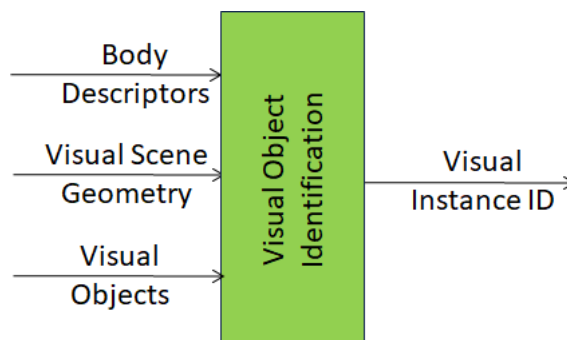 Body
Descriptors
Visual Scene
Geometry
Visual
Objects
Visual Object
Identification
Visual
Instance ID